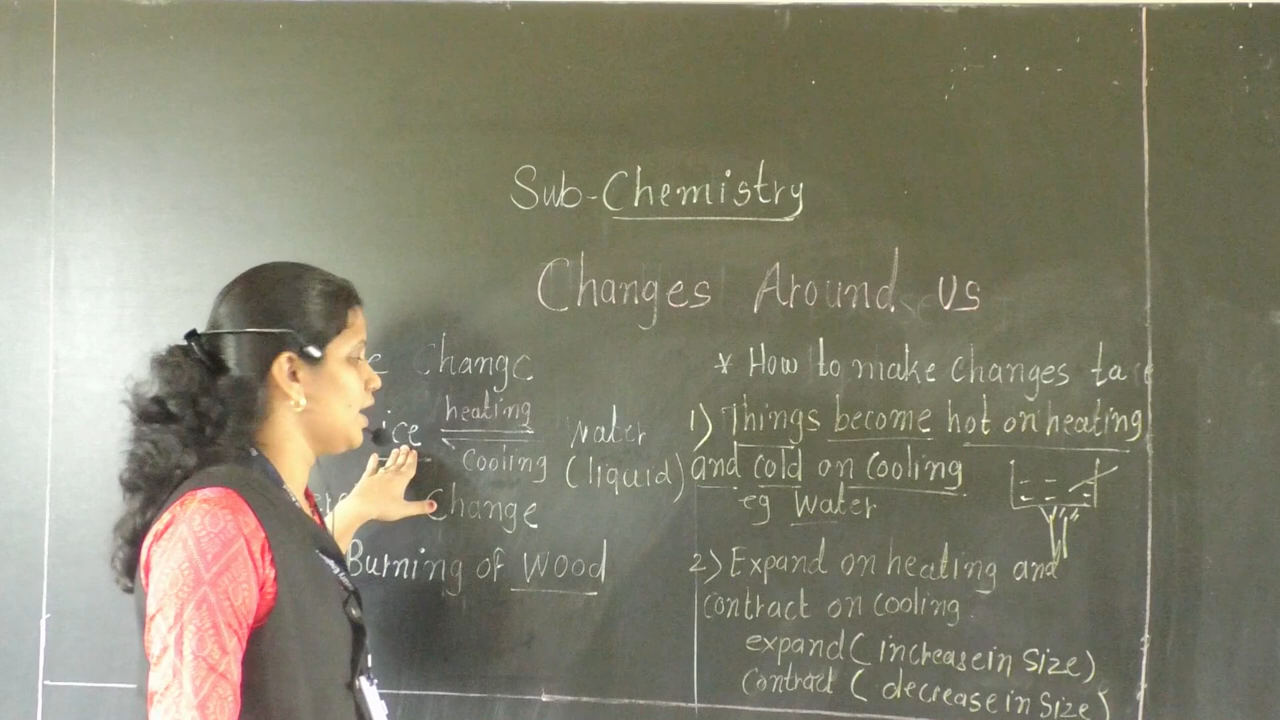 Sub-Chemistry
Changes Around us
Change
ice heating Water
Cooling (liquid)
Change
Burning of Wood
* How to make changes
1) Things become hot on heating
and cold on cooling
eg Water
2) Expand on heating and
contract on cooling
expand (increase in size)
contract (decrease in size)